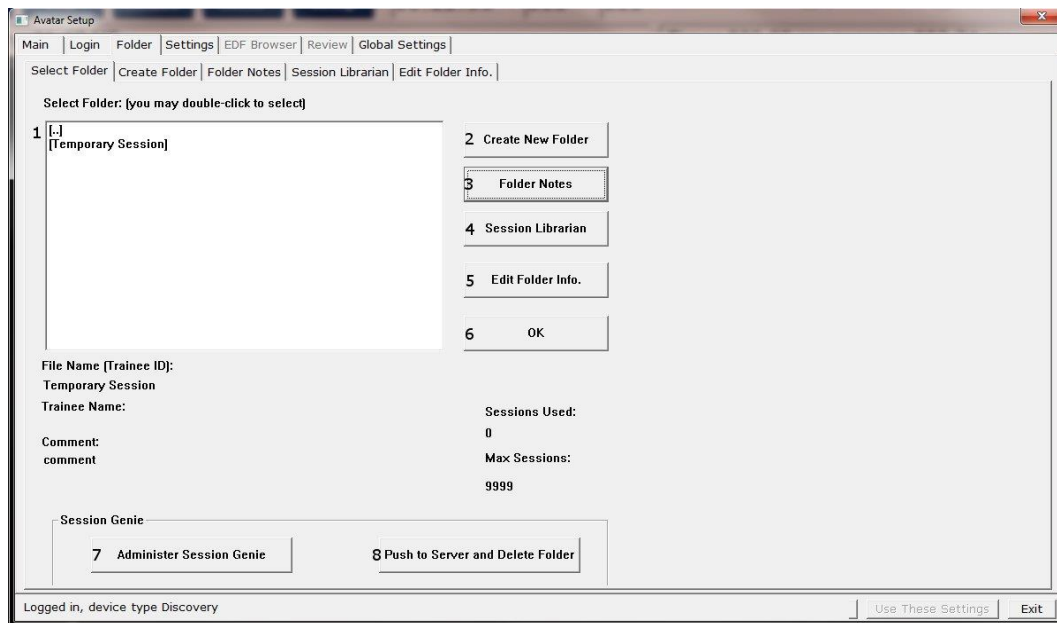 Avatar Setup
Main Login Folder Settings EDF Browser Review Global Settings
Select Folder Create Folder Folder Notes Session Librarian Edit Folder Info.
Select Folder: (you may double-click to select)
1 [..]
[Temporary Session]
2 Create New Folder
3 Folder Notes
4 Session Librarian
5 Edit Folder Info.
6 OK
File Name (Trainee ID):
Temporary Session
Trainee Name:
Comment:
comment
Sessions Used:
0
Max Sessions:
9999
Session Genie
7 Administer Session Genie
8 Push to Server and Delete Folder
Logged in, device type Discovery
Use These Settings Exit